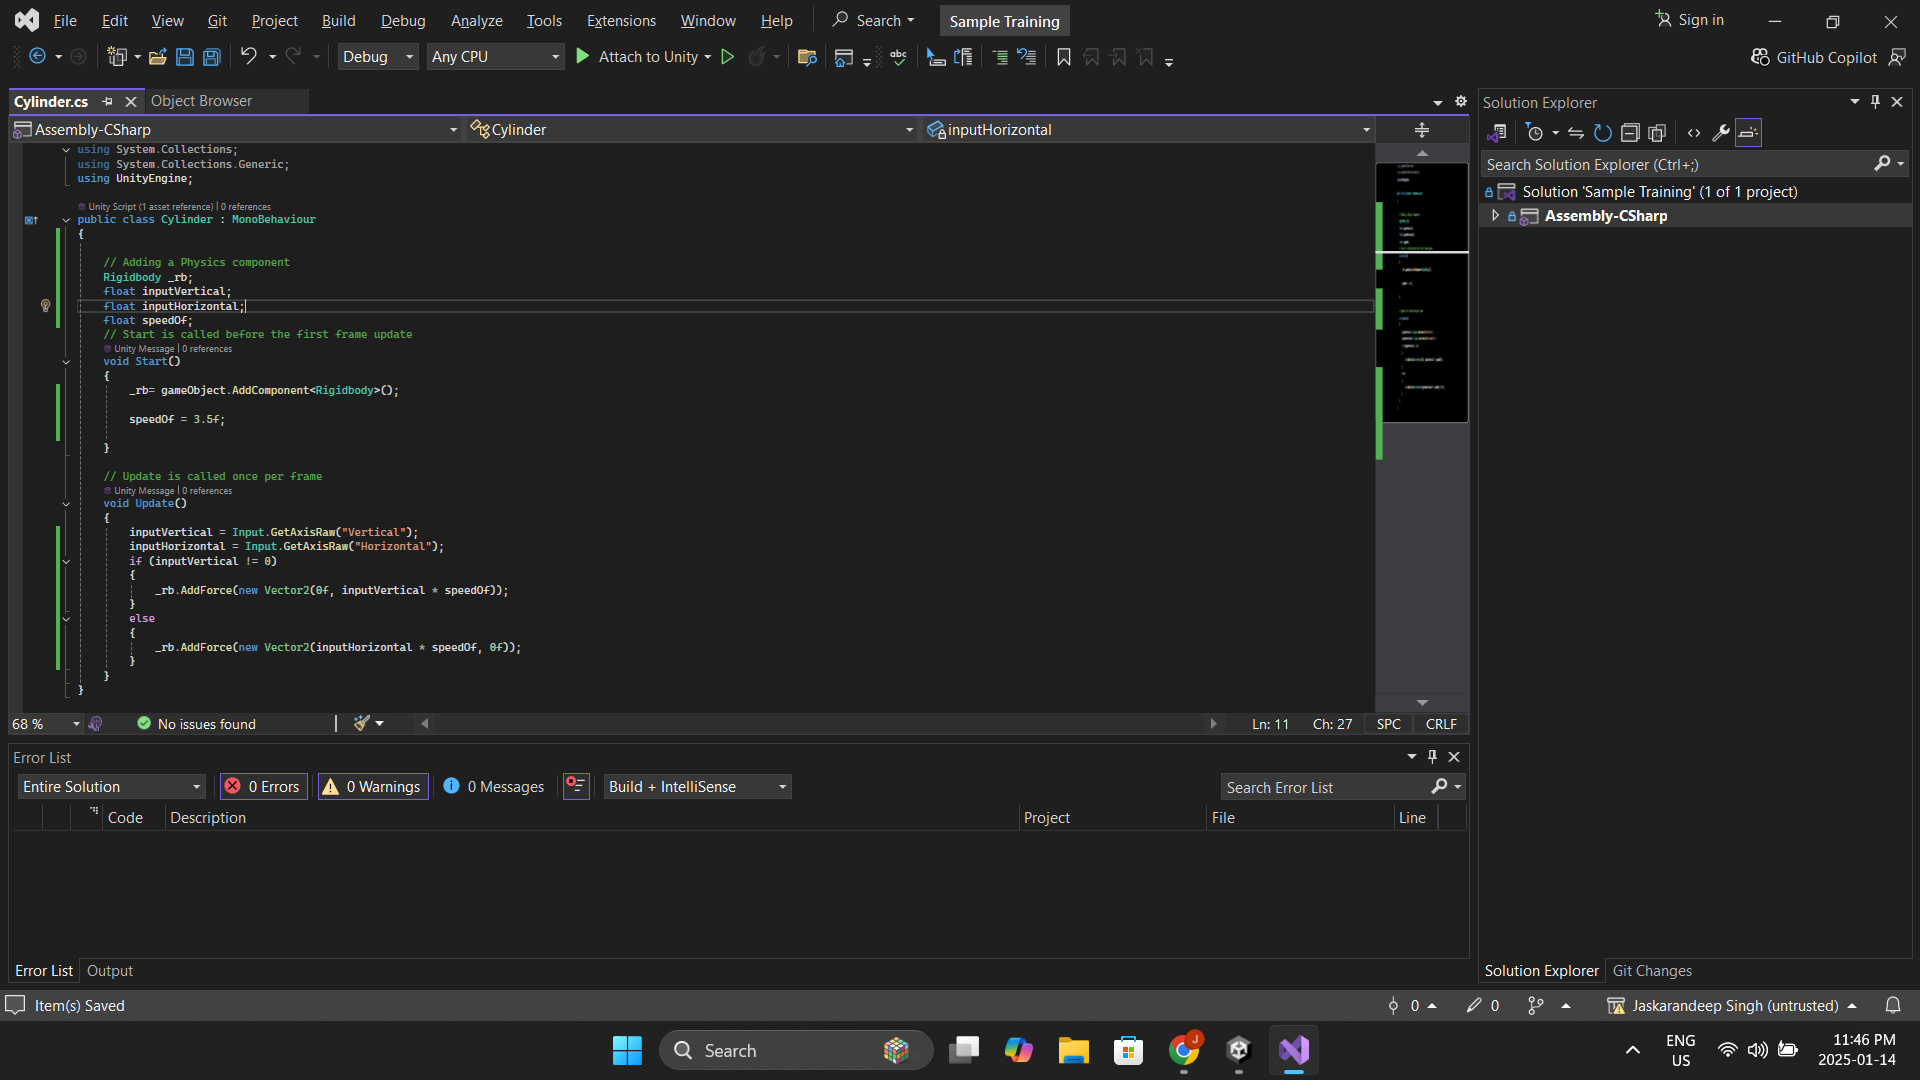 File Edit View Git Project Build Debug Analyze Tools Extensions Window Help Search Sample Training Sign in
Debug Any CPU Attach to Unity GitHub Copilot
Cylinder.cs Object Browser
Assembly-CSharp Cylinder inputHorizontal
using System.Collections;
using System.Collections.Generic;
using UnityEngine;
Unity Script (1 asset reference) | 0 references
public class Cylinder : MonoBehaviour
{
// Adding a Physics component
Rigidbody _rb;
float inputVertical;
float inputHorizontal;
float speedOf;
// Start is called before the first frame update
Unity Message | 0 references
void Start()
{
_rb= gameObject.AddComponent<Rigidbody>();
speedOf = 3.5f;
}
// Update is called once per frame
Unity Message | 0 references
void Update()
{
inputVertical = Input.GetAxisRaw("Vertical");
inputHorizontal = Input.GetAxisRaw("Horizontal");
if (inputVertical != 0)
{
_rb.AddForce(new Vector2(0f, inputVertical * speedOf));
}
else
{
_rb.AddForce(new Vector2(inputHorizontal * speedOf, 0f));
}
}
}
68 % No issues found Ln: 11 Ch: 27 SPC CRLF
Error List
Entire Solution 0 Errors 0 Warnings 0 Messages Build + IntelliSense Search Error List
Code Description Project File Line
Error List Output
Solution Explorer
Search Solution Explorer (Ctrl+;)
Solution 'Sample Training' (1 of 1 project)
Assembly-CSharp
Solution Explorer Git Changes
Item(s) Saved 0 0 Jaskarandeep Singh (untrusted)
Search J ENG
US
11:46 PM
2025-01-14